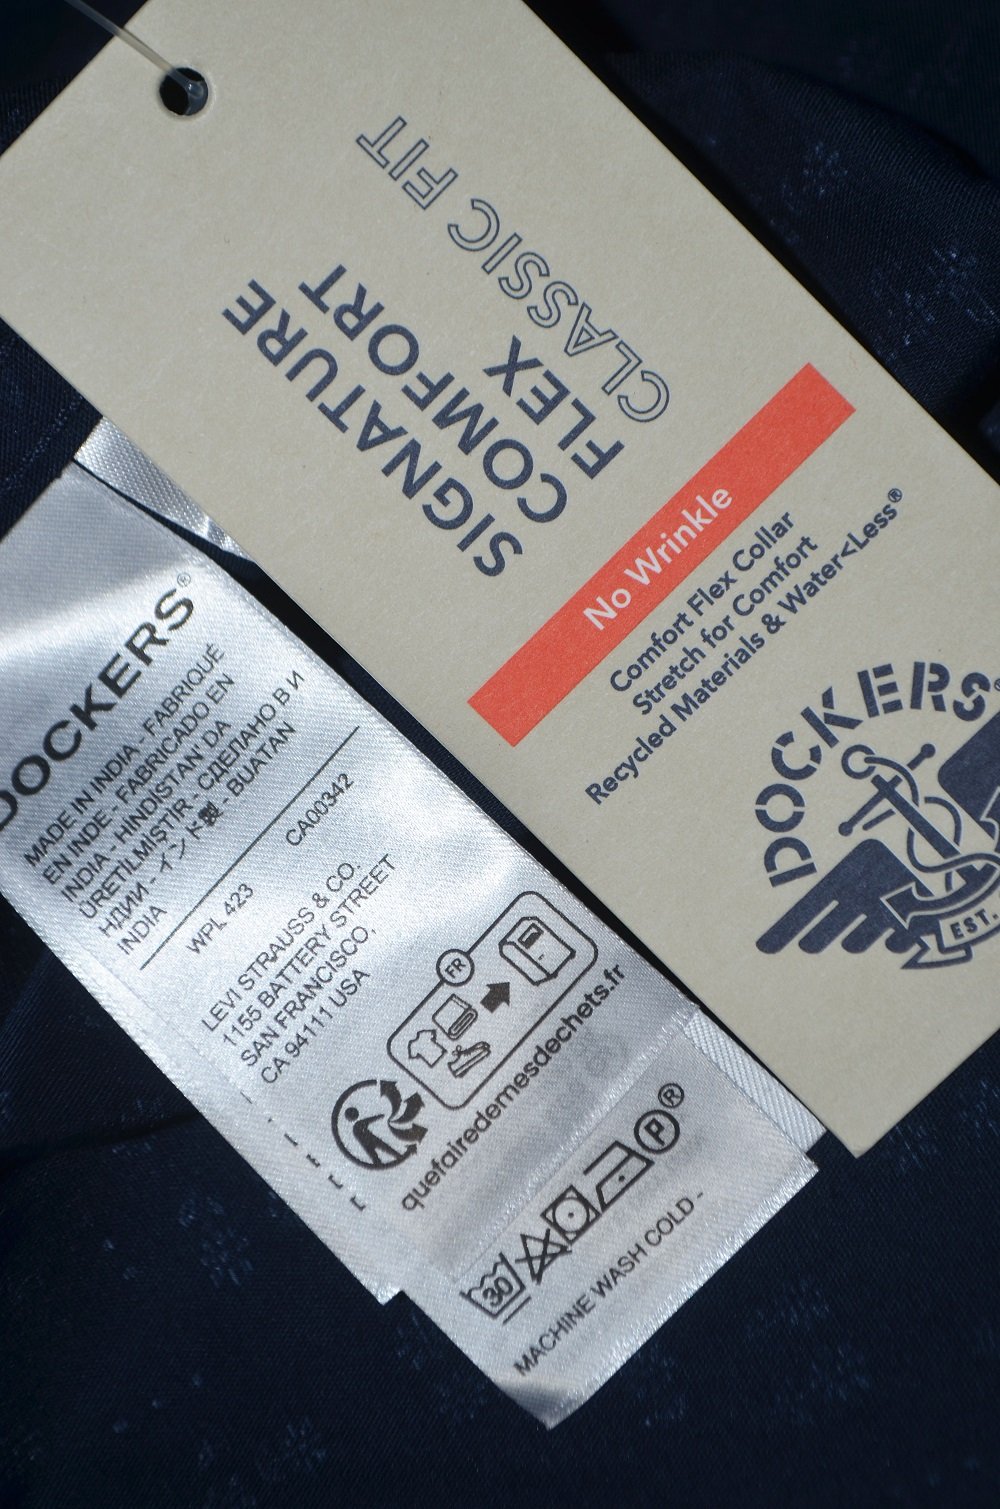 SIGNATURE
COMFORT
FLEX
CLASSIC FIT
No Wrinkle
Comfort Flex Collar
Stretch for Comfort
Recycled Materials & Water<Less®
DOCKERS®
EST.
DOCKERS®
MADE IN INDIA - FABRIQUÉ
EN INDE - FABRICADO EN
INDIA - HINDISTAN' DA
ÜRETILMIŞTIR - СДЕЛАНО В И
НДИИ - インド製 - BUATAN
INDIA
WPL 423 CA00342
LEVI STRAUSS & CO.
1155 BATTERY STREET
SAN FRANCISCO,
CA 94111 USA
FR
quefairedemesdechets.fr
30 P ®
MACHINE WASH COLD -